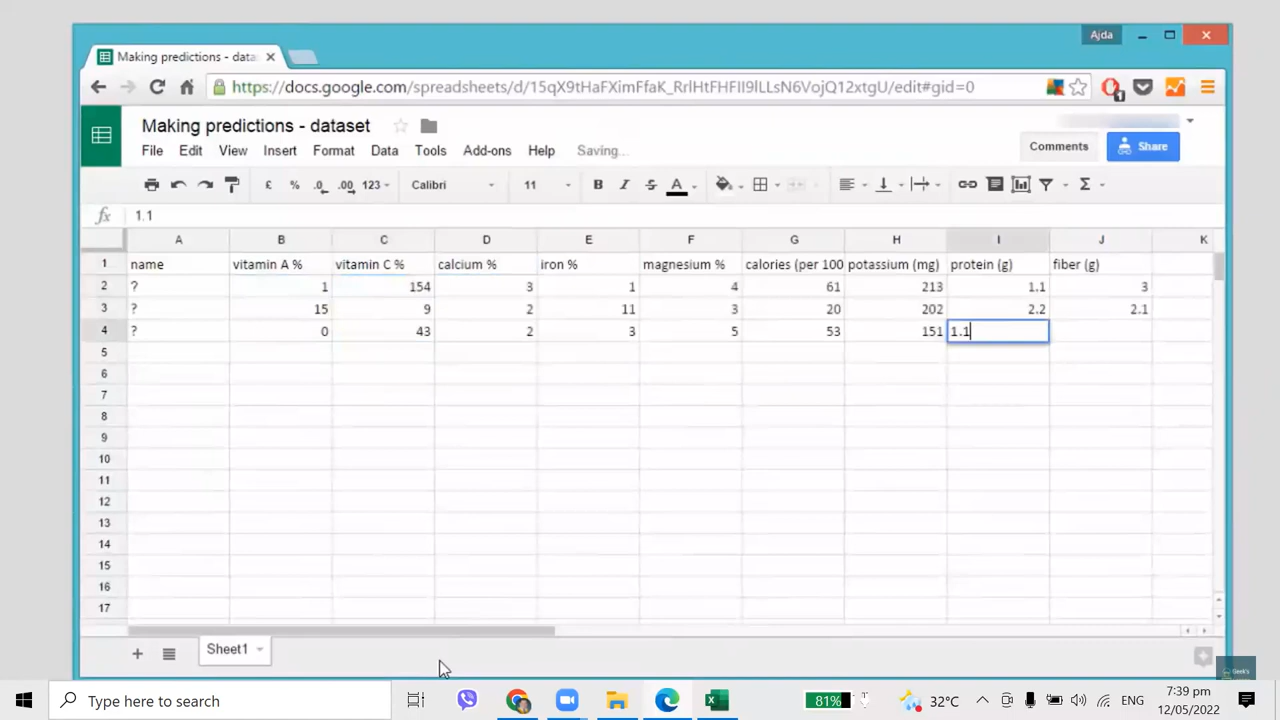 Ajda
Making predictions - data
https://docs.google.com/spreadsheets/d/15qX9tHaFXimFfaK_RrlHtFHFII9lLLsN6VojQ12xtgU/edit#gid=0
Making predictions - dataset
File Edit View Insert Format Data Tools Add-ons Help Saving...
Comments
Share
£ % .0 .00 123 Calibri 11 B I S A Σ
fx 1.1
A B C D E F G H I J K
1 name vitamin A % vitamin C % calcium % iron % magnesium % calories (per 100 potassium (mg) protein (g) fiber (g)
2 ? 1 154 3 1 4 61 213 1.1 3
3 ? 15 9 2 11 3 20 202 2.2 2.1
4 ? 0 43 2 3 5 53 151 1.1
5
6
7
8
9
10
11
12
13
14
15
16
17
Sheet1
Geek's
Type here to search
81%
32°C
ENG
7:39 pm
12/05/2022